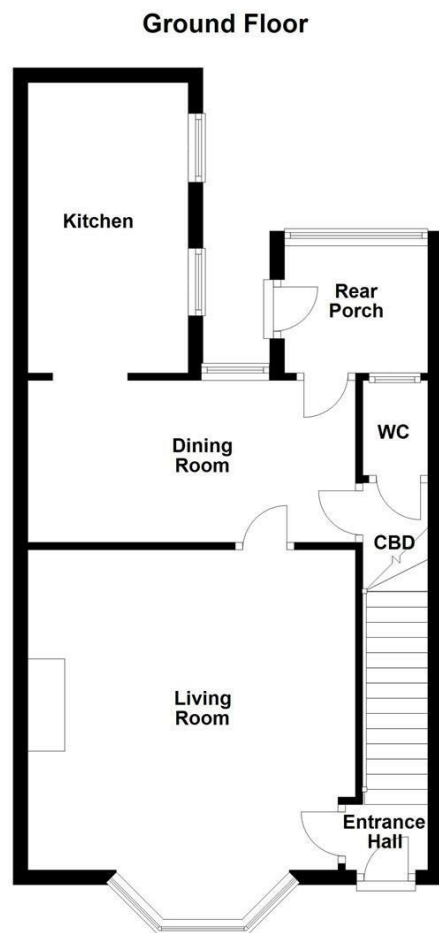 Ground Floor
Kitchen
Rear
Porch
WC
Dining
Room
CBD
Living
Room
Entrance
Hall